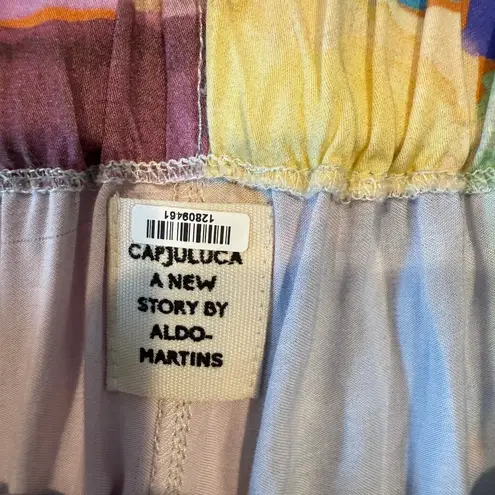 12809461
CAPJULUCA
A NEW
STORY BY
ALDO-
MARTINS